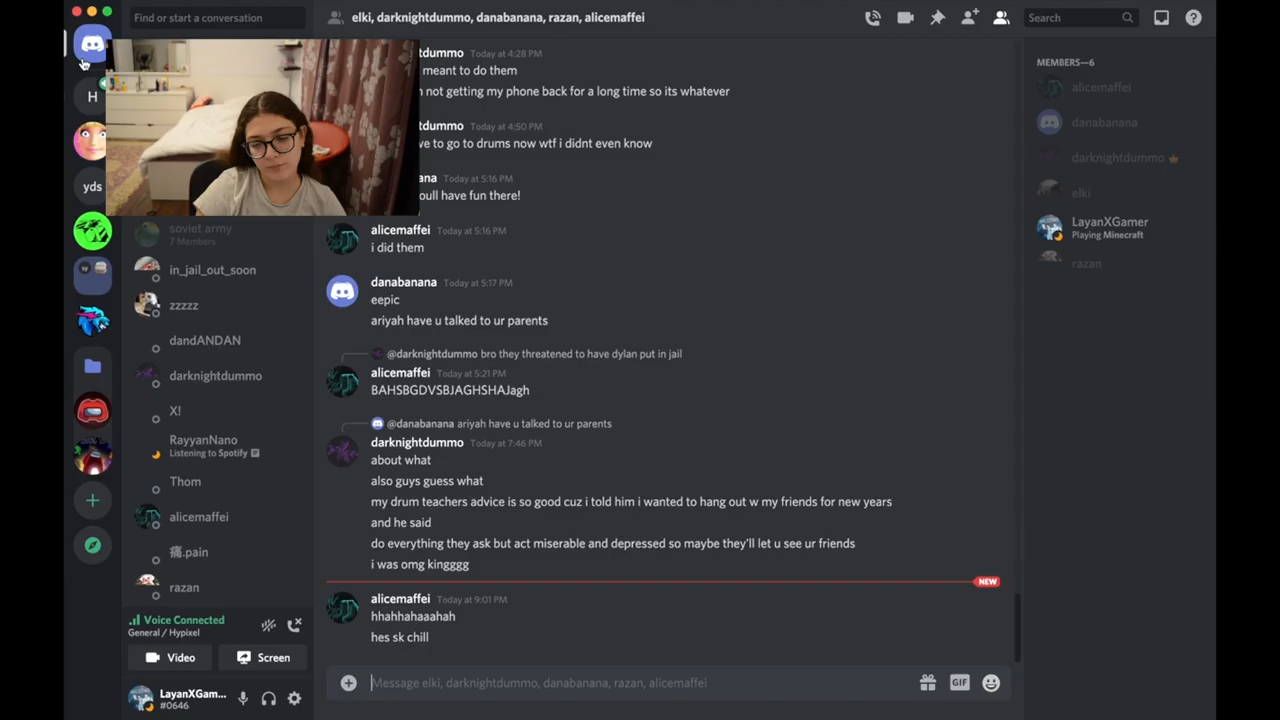 Find or start a conversation
elki, darknightdummo, danabanana, razan, alicemaffei
Search
H
yds
soviet army
7 Members
in_jail_out_soon
zzzzz
dandANDAN
darknightdummo
X!
RayyanNano
Listening to Spotify
Thom
alicemaffei
痛.pain
razan
Voice Connected
General / Hypixel
Video
Screen
LayanXGam...
#0646
dummo Today at 4:28 PM
meant to do them
not getting my phone back for a long time so its whatever
dummo Today at 4:50 PM
to go to drums now wtf i didnt even know
ana Today at 5:16 PM
have fun there!
alicemaffei Today at 5:16 PM
i did them
danabanana Today at 5:17 PM
eepic
ariyah have u talked to ur parents
@darknightdummo bro they threatened to have dylan put in jail
alicemaffei Today at 5:21 PM
BAHSBGDVSBJAGHSHAJagh
@danabanana ariyah have u talked to ur parents
darknightdummo Today at 7:46 PM
about what
also guys guess what
my drum teachers advice is so good cuz i told him i wanted to hang out w my friends for new years
and he said
do everything they ask but act miserable and depressed so maybe they'll let u see ur friends
i was omg kingggg
NEW
alicemaffei Today at 9:01 PM
hhahhahaaahah
hes sk chill
Message elki, darknightdummo, danabanana, razan, alicemaffei
GIF
MEMBERS—6
alicemaffei
danabanana
darknightdummo
elki
LayanXGamer
Playing Minecraft
razan